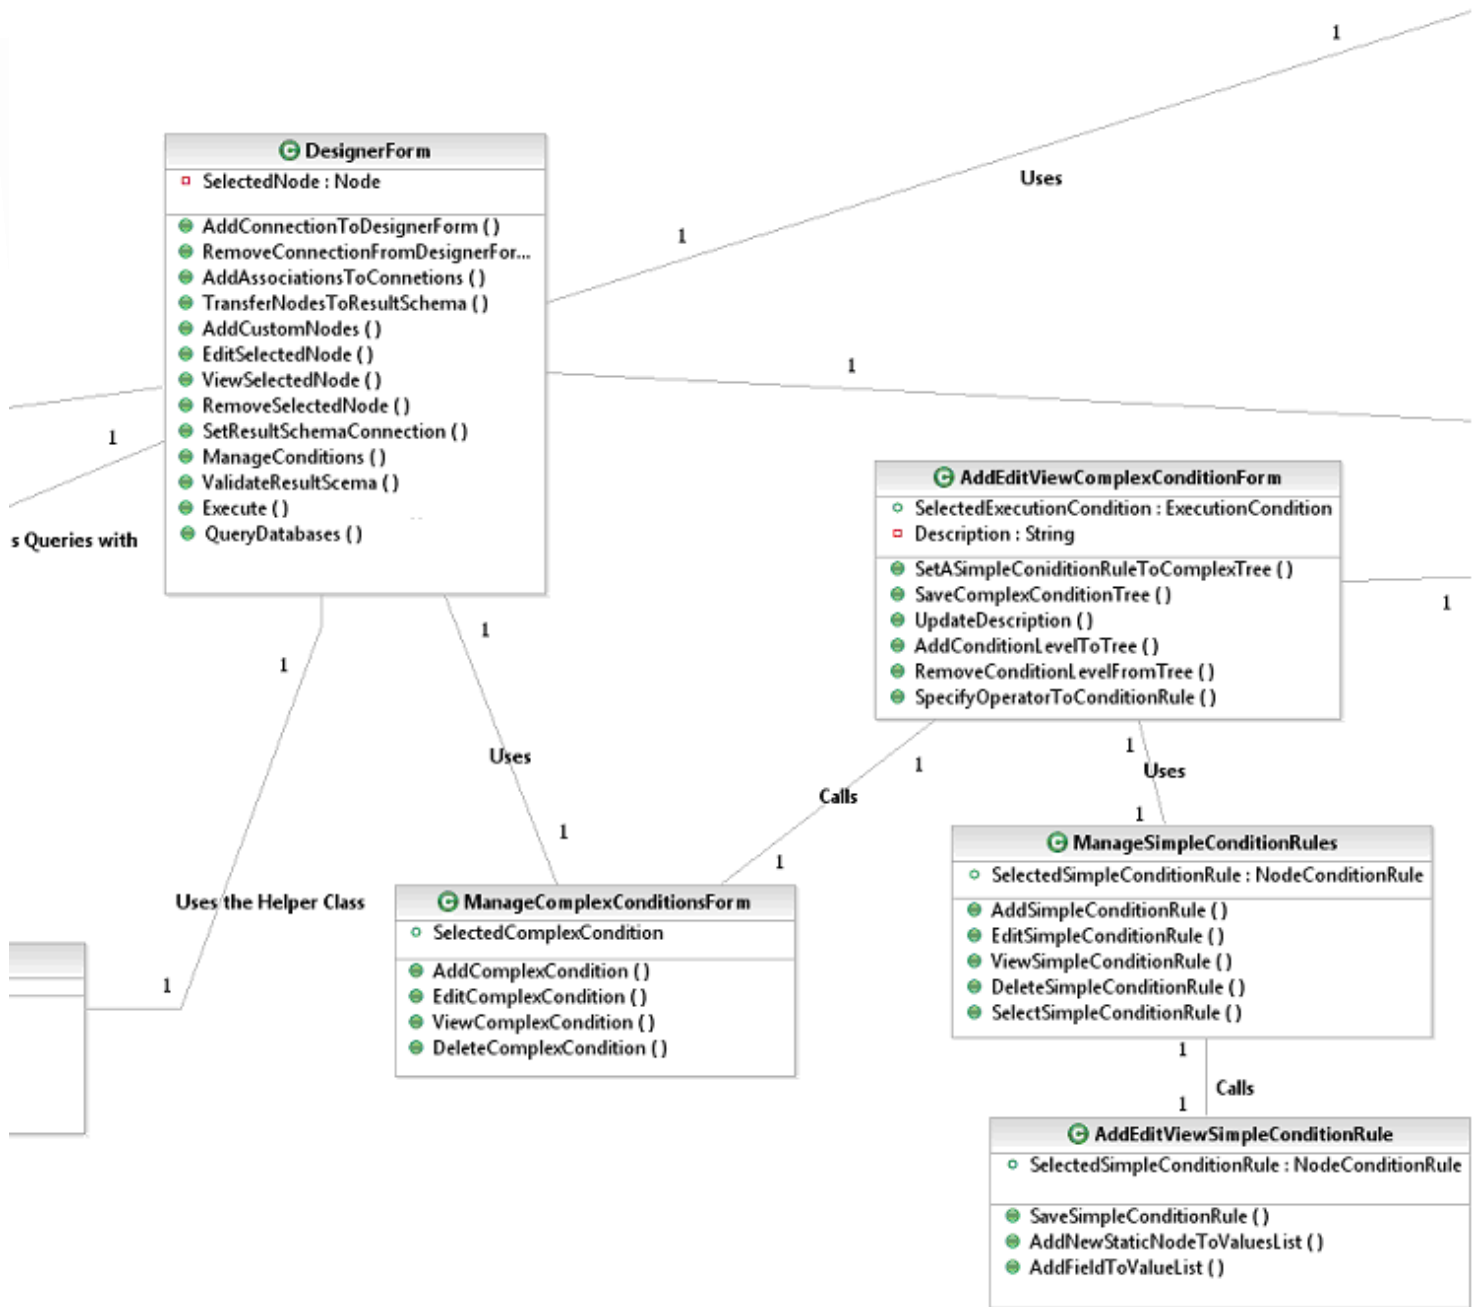 1
Uses
1
DesignerForm
SelectedNode : Node
AddConnectionToDesignerForm ( )
RemoveConnectionFromDesignerFor...
AddAssociationsToConnetions ( )
TransferNodesToResultSchema ( )
AddCustomNodes ( )
EditSelectedNode ( )
ViewSelectedNode ( )
RemoveSelectedNode ( )
SetResultSchemaConnection ( )
ManageConditions ( )
ValidateResultScema ( )
Execute ( )
QueryDatabases ( )
1
1
s Queries with
AddEditViewComplexConditionForm
SelectedExecutionCondition : ExecutionCondition
Description : String
SetASimpleConiditionRuleToComplexTree ( )
SaveComplexConditionTree ( )
UpdateDescription ( )
AddConditionLevelToTree ( )
RemoveConditionLevelFromTree ( )
SpecifyOperatorToConditionRule ( )
1
1
1
Uses
1
Uses the Helper Class
1
1
Calls
1
1
Uses
1
ManageComplexConditionsForm
SelectedComplexCondition
AddComplexCondition ( )
EditComplexCondition ( )
ViewComplexCondition ( )
DeleteComplexCondition ( )
ManageSimpleConditionRules
SelectedSimpleConditionRule : NodeConditionRule
AddSimpleConditionRule ( )
EditSimpleConditionRule ( )
ViewSimpleConditionRule ( )
DeleteSimpleConditionRule ( )
SelectSimpleConditionRule ( )
1
Calls
1
AddEditViewSimpleConditionRule
SelectedSimpleConditionRule : NodeConditionRule
SaveSimpleConditionRule ( )
AddNewStaticNodeToValuesList ( )
AddFieldToValueList ( )